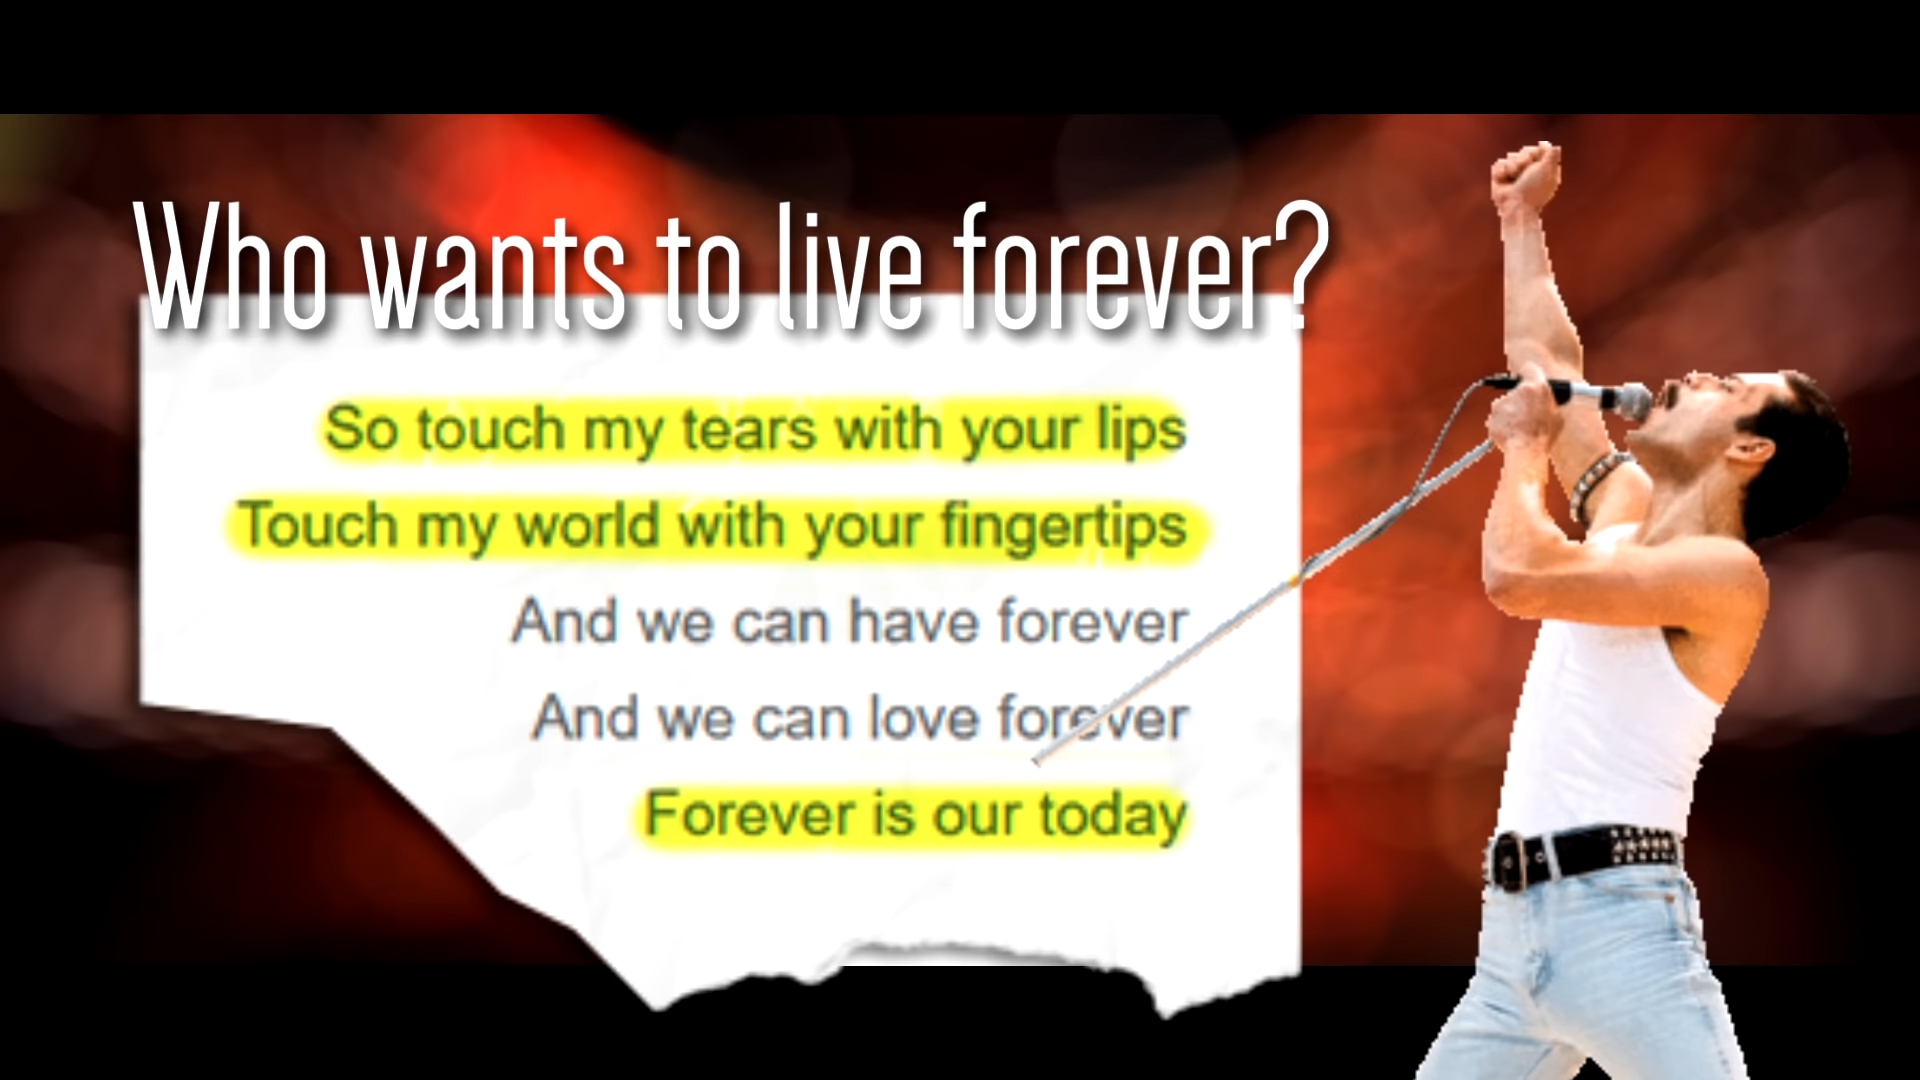 Who wants to live forever?
So touch my tears with your lips
Touch my world with your fingertips
And we can have forever
And we can love forever
Forever is our today